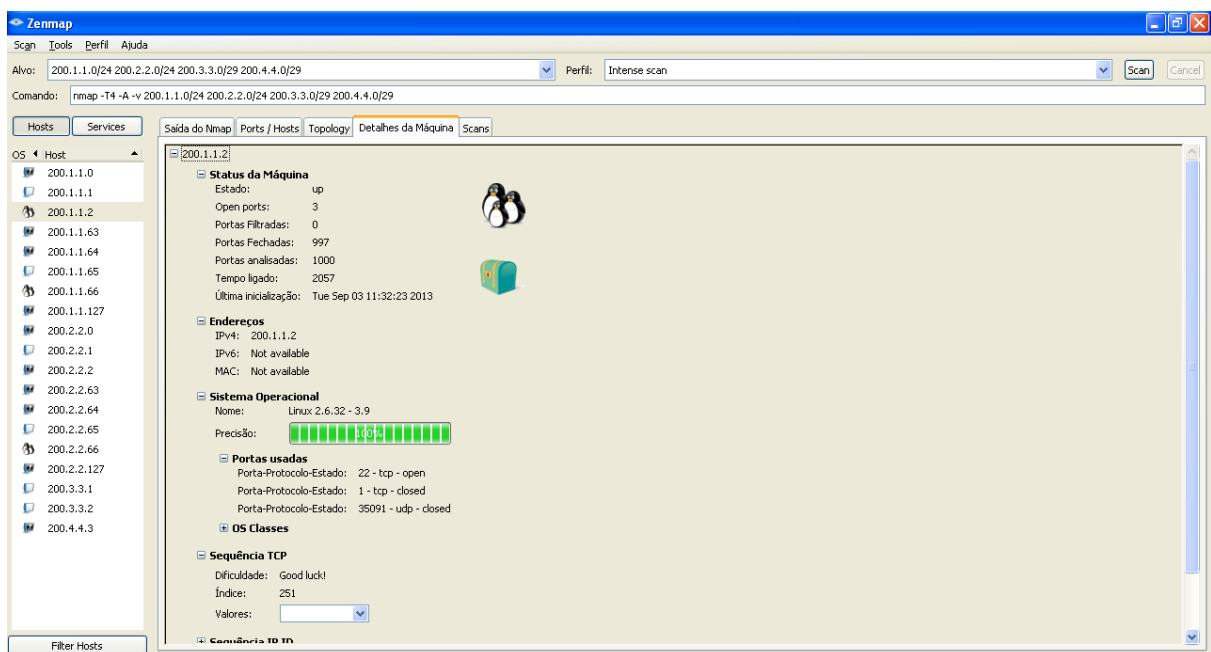 Zenmap
Scan Tools Perfil Ajuda
Alvo: 200.1.1.0/24 200.2.2.0/24 200.3.3.0/29 200.4.4.0/29 Perfil: Intense scan Scan Cancel
Comando: nmap -T4 -A -v 200.1.1.0/24 200.2.2.0/24 200.3.3.0/29 200.4.4.0/29
Hosts Services
Saída do Nmap Ports / Hosts Topology Detalhes da Máquina Scans
OS Host
200.1.1.0
200.1.1.1
200.1.1.2
200.1.1.63
200.1.1.64
200.1.1.65
200.1.1.66
200.1.1.127
200.2.2.0
200.2.2.1
200.2.2.2
200.2.2.63
200.2.2.64
200.2.2.65
200.2.2.66
200.2.2.127
200.3.3.1
200.3.3.2
200.4.4.3
Filter Hosts
200.1.1.2
Status da Máquina
Estado: up
Open ports: 3
Portas Filtradas: 0
Portas Fechadas: 997
Portas analisadas: 1000
Tempo ligado: 2057
Última inicialização: Tue Sep 03 11:32:23 2013
Endereços
IPv4: 200.1.1.2
IPv6: Not available
MAC: Not available
Sistema Operacional
Nome: Linux 2.6.32 - 3.9
Precisão: 100%
Portas usadas
Porta-Protocolo-Estado: 22 - tcp - open
Porta-Protocolo-Estado: 1 - tcp - closed
Porta-Protocolo-Estado: 35091 - udp - closed
OS Classes
Sequência TCP
Dificuldade: Good luck!
Índice: 251
Valores:
Sequência IP ID